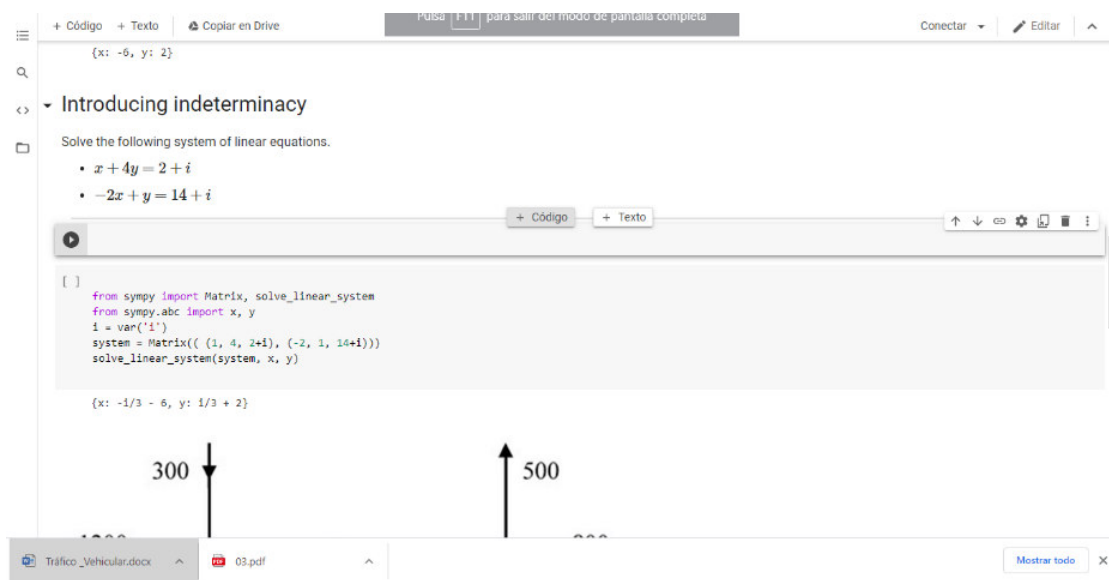 Pulsa F11 para salir del modo de pantalla completa
+ Código + Texto Copiar en Drive Conectar Editar
{x: -6, y: 2}
Introducing indeterminacy
Solve the following system of linear equations.
• x + 4y = 2 + i
• −2x + y = 14 + i
+ Código + Texto
[ ]
from sympy import Matrix, solve_linear_system
from sympy.abc import x, y
i = var('i')
system = Matrix(( (1, 4, 2+i), (-2, 1, 14+i)))
solve_linear_system(system, x, y)
{x: -i/3 - 6, y: i/3 + 2}
300 500
Tráfico _Vehicular.docx PDF 03.pdf Mostrar todo